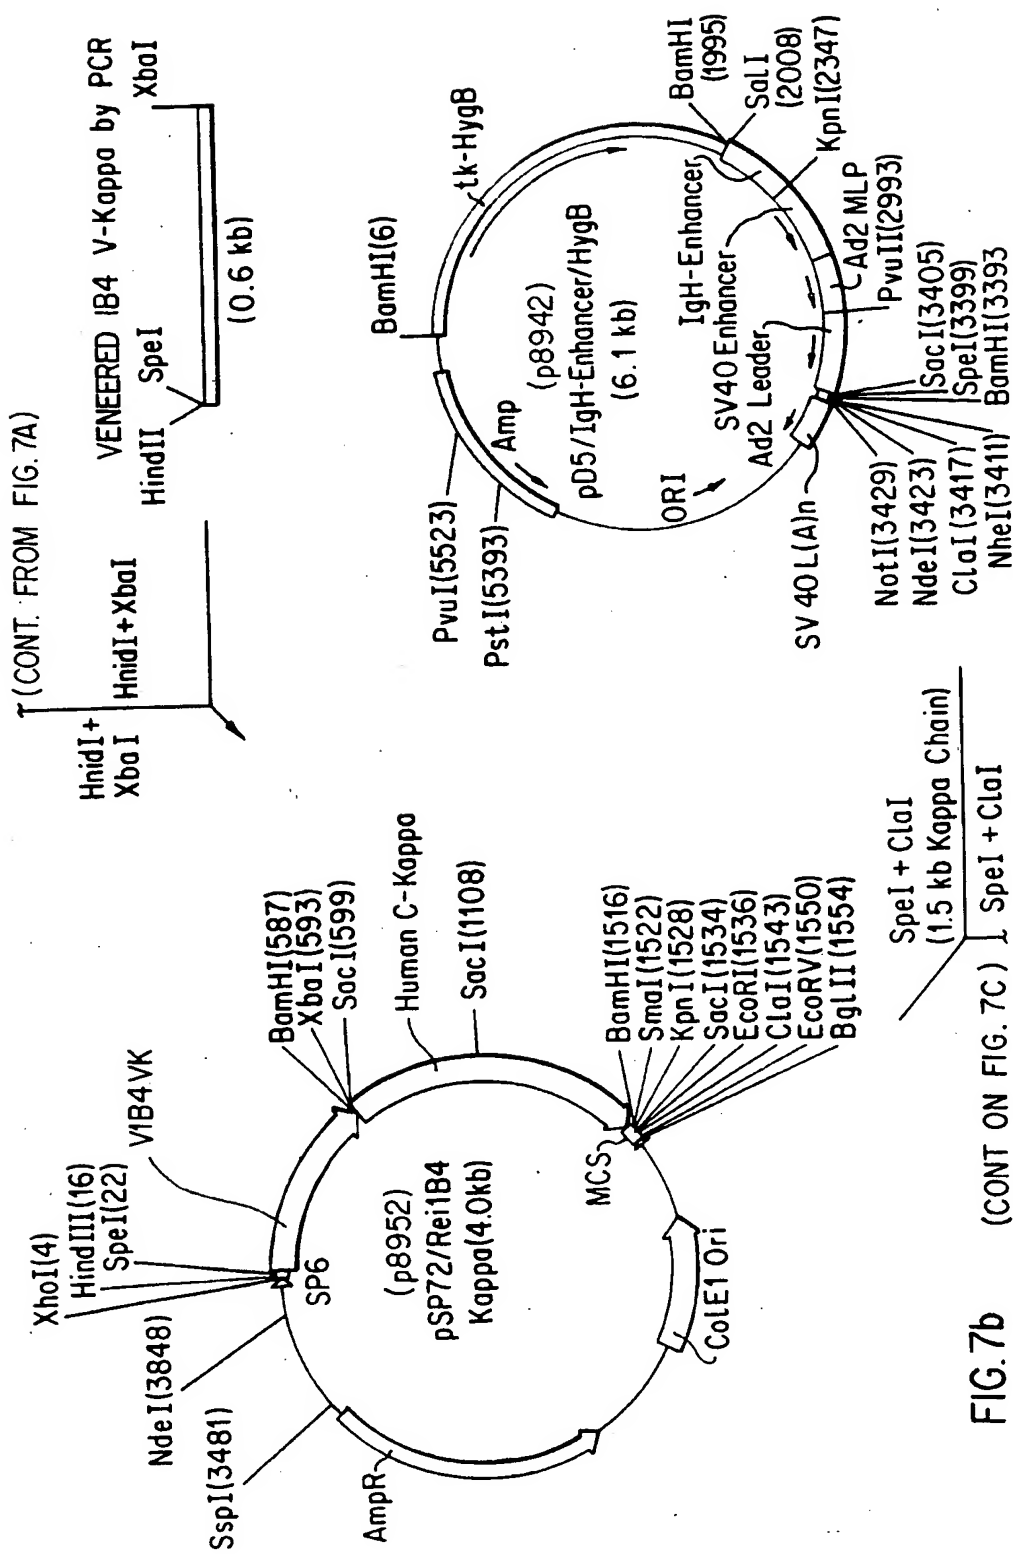 (CONT. FROM FIG. 7A)
HnidI+
XbaI
HnidI+XbaI
VENEERED IB4 V-Kappa by PCR
HindII
SpeI
XbaI
(0.6 kb)
XhoI(4)
HindIII(16)
SpeI(22)
V1B4VK
NdeI(3848)
SspI(3481)
SP6
BamHI(587)
XbaI(593)
SacI(599)
Human C-Kappa
SacI(1108)
(p8952)
pSP72/Rei1B4
Kappa(4.0kb)
AmpR
MCS
ColE1 Ori
BamHI(1516)
SmaI(1522)
KpnI(1528)
SacI(1534)
EcoRI(1536)
ClaI(1543)
EcoRV(1550)
BglII(1554)
BamHI(6)
PvuI(5523)
PstI(5393)
Amp
tk-HygB
(p8942)
pD5/IgH-Enhancer/HygB
(6.1 kb)
ORI
IgH-Enhancer
SV40 Enhancer
Ad2 Leader
BamHI
(1995)
SalI
(2008)
KpnI(2347)
Ad2 MLP
PvuII(2993)
SV 40 L(A)n
SacI(3405)
SpeI(3399)
BamHI(3393
NotI(3429)
NdeI(3423)
ClaI(3417)
NheI(3411)
SpeI + ClaI
(1.5 kb Kappa Chain)
SpeI + ClaI
FIG.7b
(CONT ON FIG. 7C)